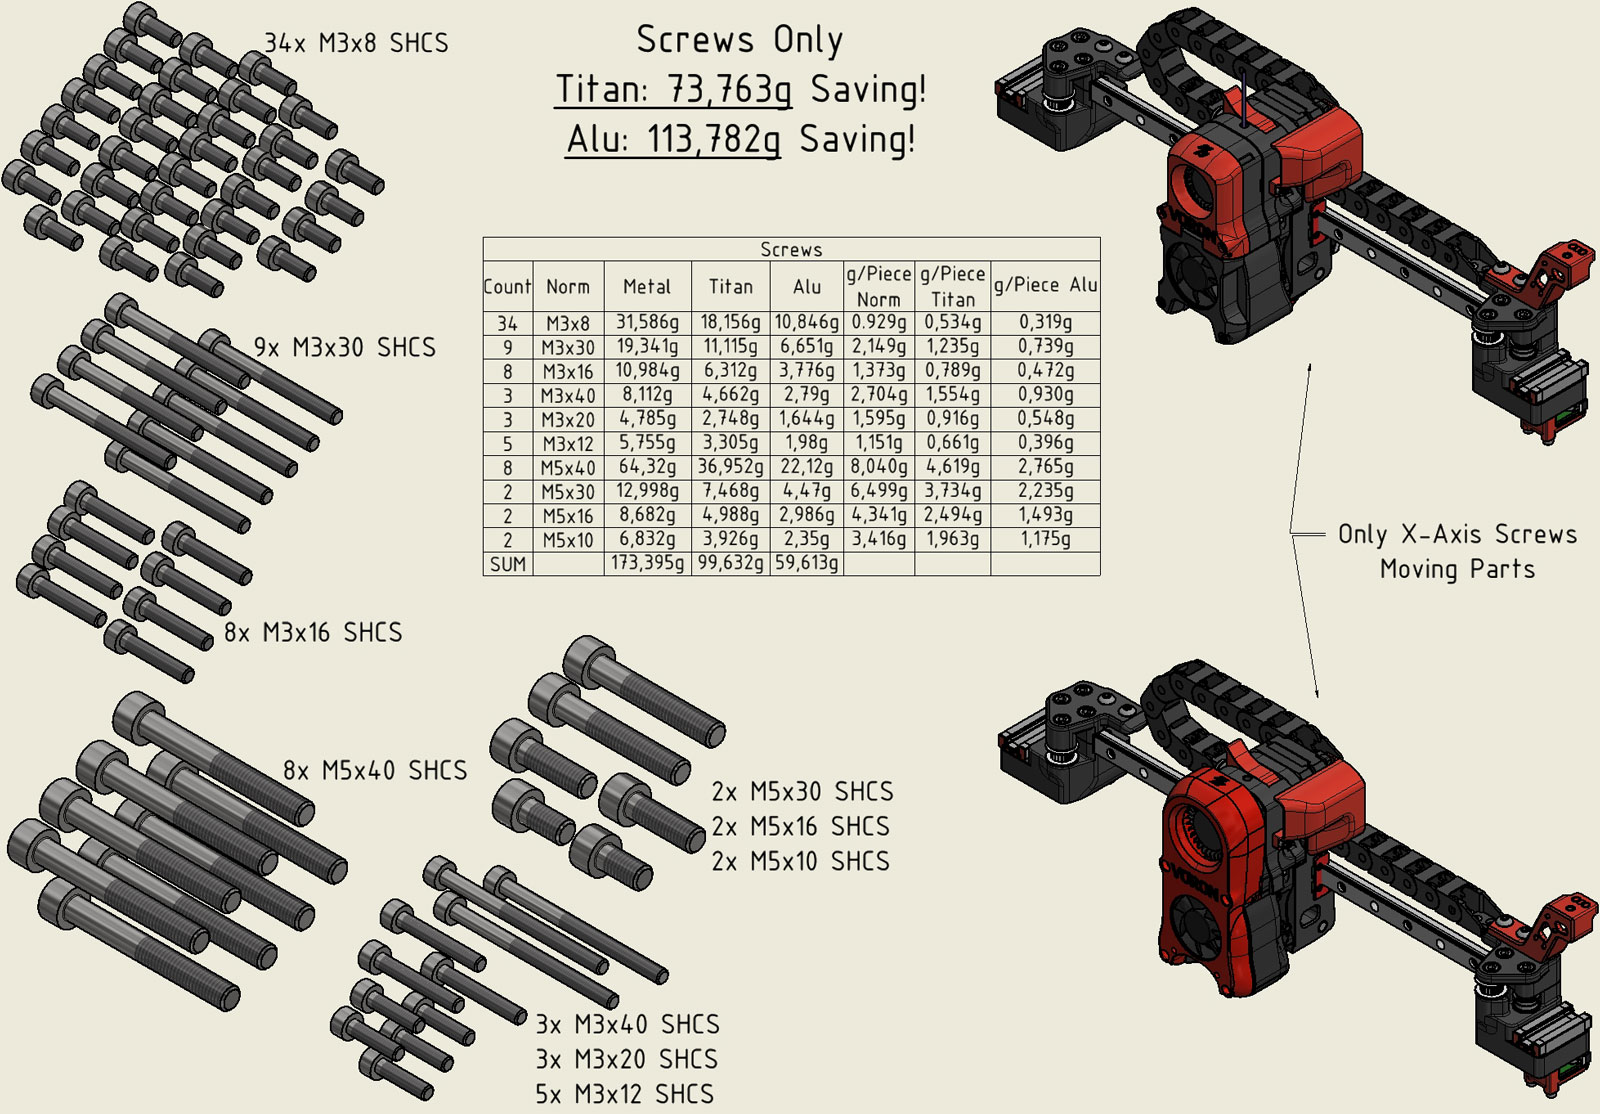 34x M3x8 SHCS
Screws Only
Titan: 73,763g Saving!
Alu: 113,782g Saving!
9x M3x30 SHCS
Screws
Count Norm Metal Titan Alu g/Piece Norm g/Piece Titan g/Piece Alu
34 M3x8 31,586g 18,156g 10,846g 0.929g 0,534g 0,319g
9 M3x30 19,341g 11,115g 6,651g 2,149g 1,235g 0,739g
8 M3x16 10,984g 6,312g 3,776g 1,373g 0,789g 0,472g
3 M3x40 8,112g 4,662g 2,79g 2,704g 1,554g 0,930g
3 M3x20 4,785g 2,748g 1,644g 1,595g 0,916g 0,548g
5 M3x12 5,755g 3,305g 1,98g 1,151g 0,661g 0,396g
8 M5x40 64,32g 36,952g 22,12g 8,040g 4,619g 2,765g
2 M5x30 12,998g 7,468g 4,47g 6,499g 3,734g 2,235g
2 M5x16 8,682g 4,988g 2,986g 4,341g 2,494g 1,493g
2 M5x10 6,832g 3,926g 2,35g 3,416g 1,963g 1,175g
SUM 173,395g 99,632g 59,613g
VORON
Only X-Axis Screws
Moving Parts
8x M3x16 SHCS
8x M5x40 SHCS
2x M5x30 SHCS
2x M5x16 SHCS
2x M5x10 SHCS
VORON
3x M3x40 SHCS
3x M3x20 SHCS
5x M3x12 SHCS